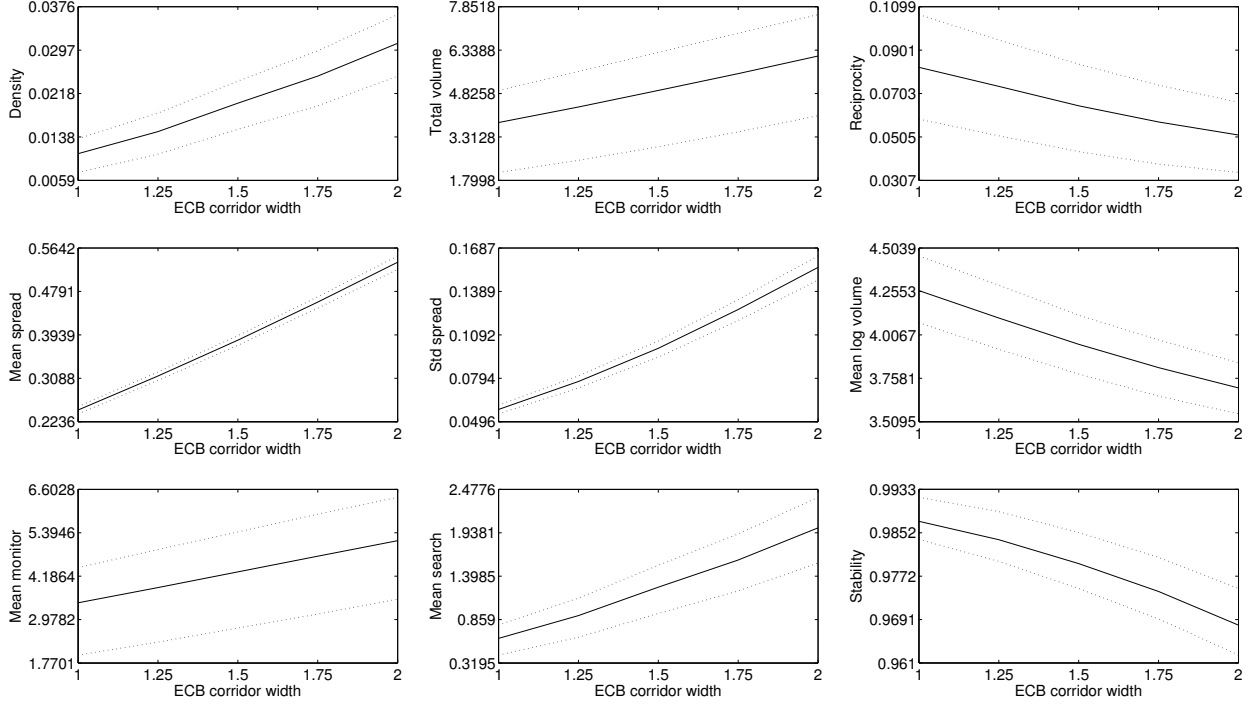 Density
0.0376
0.0297
0.0218
0.0138
0.0059
1 1.25 1.5 1.75 2
ECB corridor width
Total volume
7.8518
6.3388
4.8258
3.3128
1.7998
1 1.25 1.5 1.75 2
ECB corridor width
Reciprocity
0.1099
0.0901
0.0703
0.0505
0.0307
1 1.25 1.5 1.75 2
ECB corridor width
Mean spread
0.5642
0.4791
0.3939
0.3088
0.2236
1 1.25 1.5 1.75 2
ECB corridor width
Std spread
0.1687
0.1389
0.1092
0.0794
0.0496
1 1.25 1.5 1.75 2
ECB corridor width
Mean log volume
4.5039
4.2553
4.0067
3.7581
3.5095
1 1.25 1.5 1.75 2
ECB corridor width
Mean monitor
6.6028
5.3946
4.1864
2.9782
1.7701
1 1.25 1.5 1.75 2
ECB corridor width
Mean search
2.4776
1.9381
1.3985
0.859
0.3195
1 1.25 1.5 1.75 2
ECB corridor width
Stability
0.9933
0.9852
0.9772
0.9691
0.961
1 1.25 1.5 1.75 2
ECB corridor width